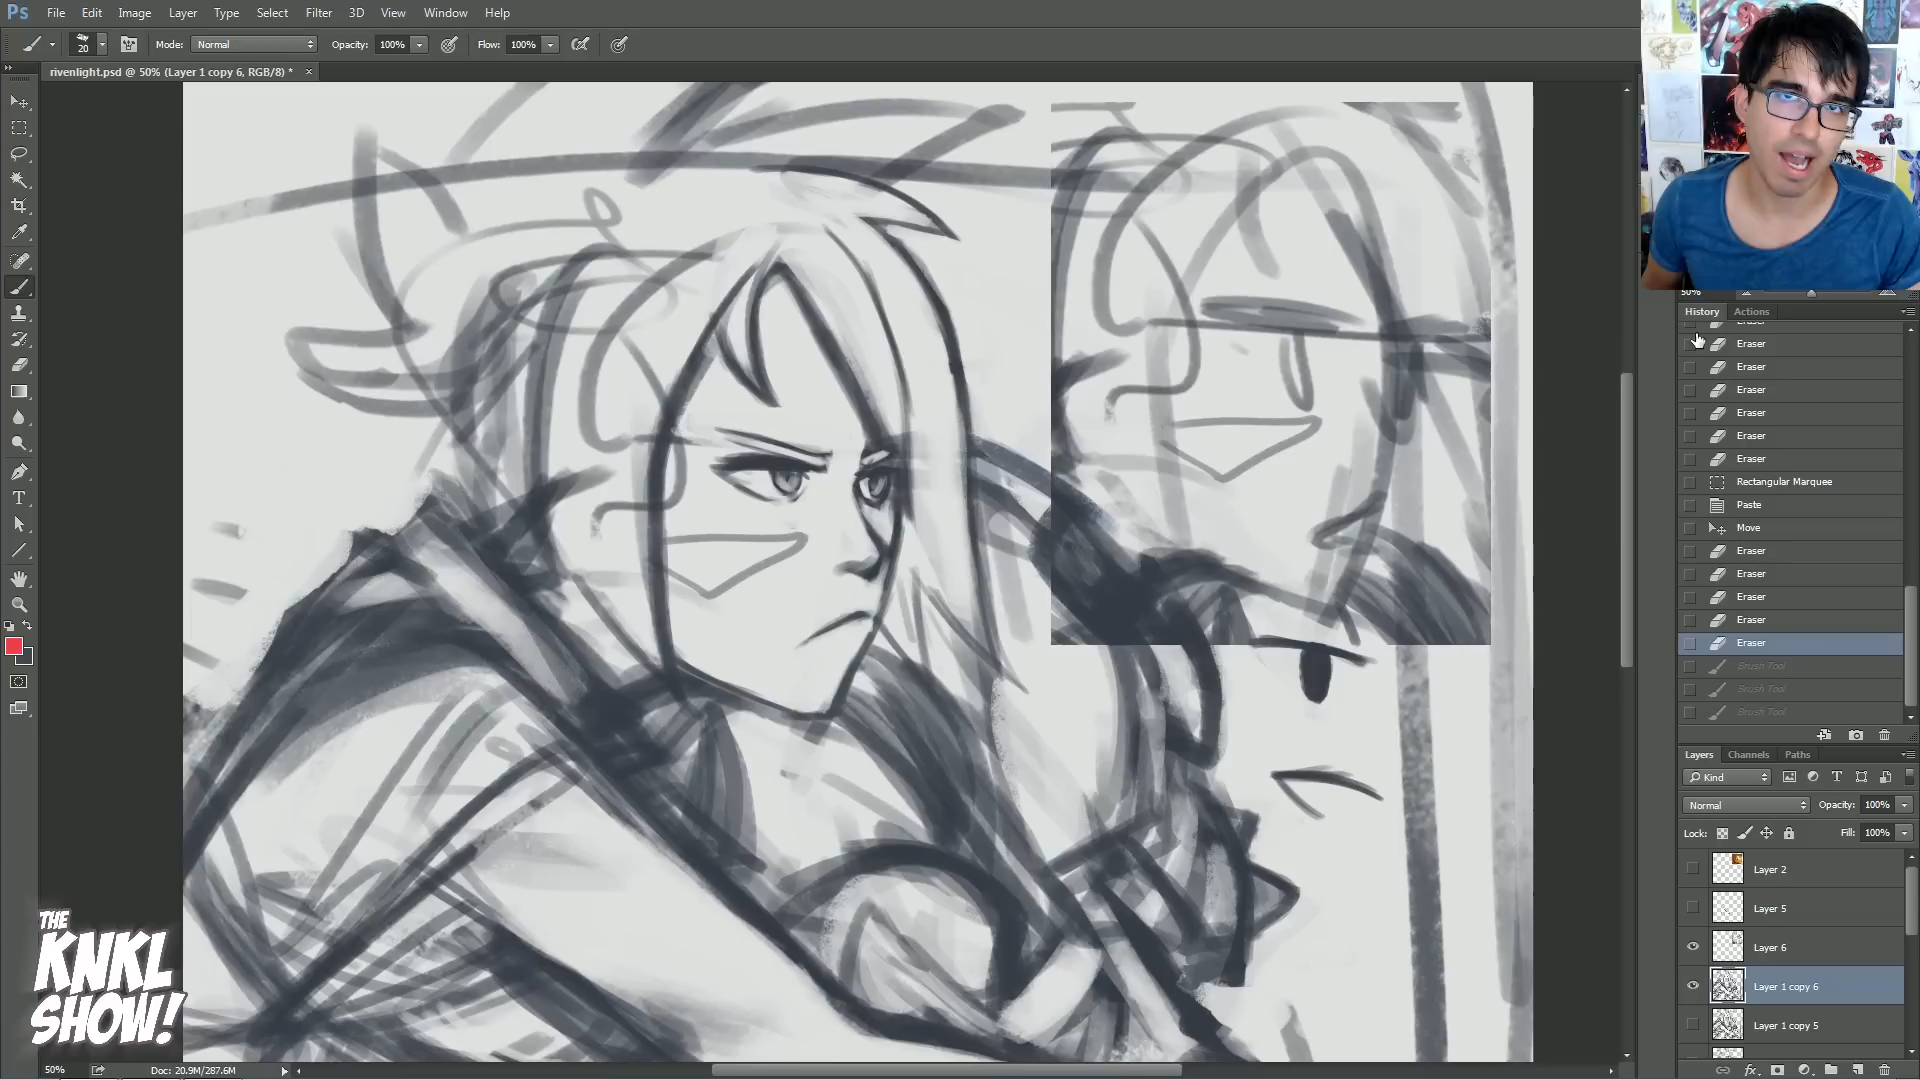 Ps File Edit Image Layer Type Select Filter 3D View Window Help
20 Mode: Normal Opacity: 100% Flow: 100%
rivenlight.psd @ 50% (Layer 1 copy 6, RGB/8) * ×
50%
History Actions
Eraser
Eraser
Eraser
Eraser
Eraser
Eraser
Eraser
Rectangular Marquee
Paste
Move
Eraser
Eraser
Eraser
Eraser
Eraser
Brush Tool
Brush Tool
Brush Tool
Layers Channels Paths
Kind
Normal Opacity: 100%
Lock: Fill: 100%
Layer 2
Layer 5
Layer 6
Layer 1 copy 6
Layer 1 copy 5
THE
KNKL
SHOW!
50% Doc: 20.9M/287.6M